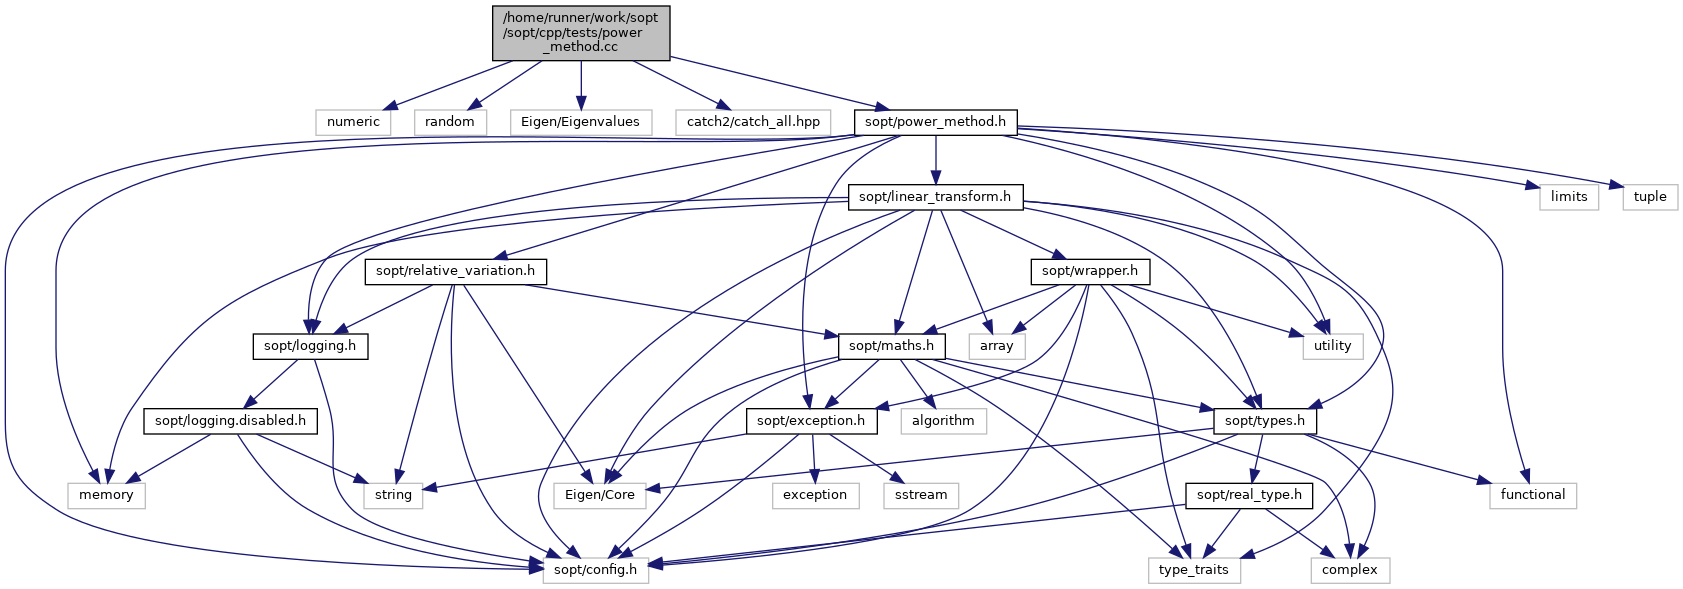 /home/runner/work/sopt
/sopt/cpp/tests/power
_method.cc
numeric
random
Eigen/Eigenvalues
catch2/catch_all.hpp
sopt/power_method.h
sopt/linear_transform.h
limits
tuple
sopt/relative_variation.h
sopt/wrapper.h
sopt/logging.h
sopt/maths.h
array
utility
sopt/logging.disabled.h
sopt/exception.h
algorithm
sopt/types.h
memory
string
Eigen/Core
exception
sstream
sopt/real_type.h
functional
sopt/config.h
type_traits
complex